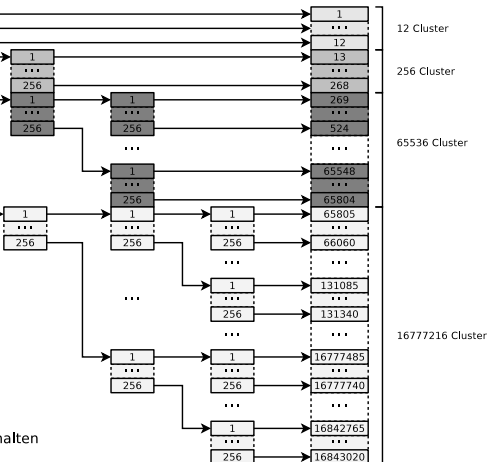 1
...
12
12 Cluster
1 13
... ...
256 268
256 Cluster
1 1 269
... ... ...
256 256 524
... ...
65536 Cluster
1 65548
... ...
256 65804
1 1 1 65805
... ... ... ...
256 256 256 66060
... ...
1 131085
... ... ...
256 131340
... ...
16777216 Cluster
1 1 16777485
... ... ...
256 256 16777740
... ...
1 16842765
... ...
256 16843020
alten